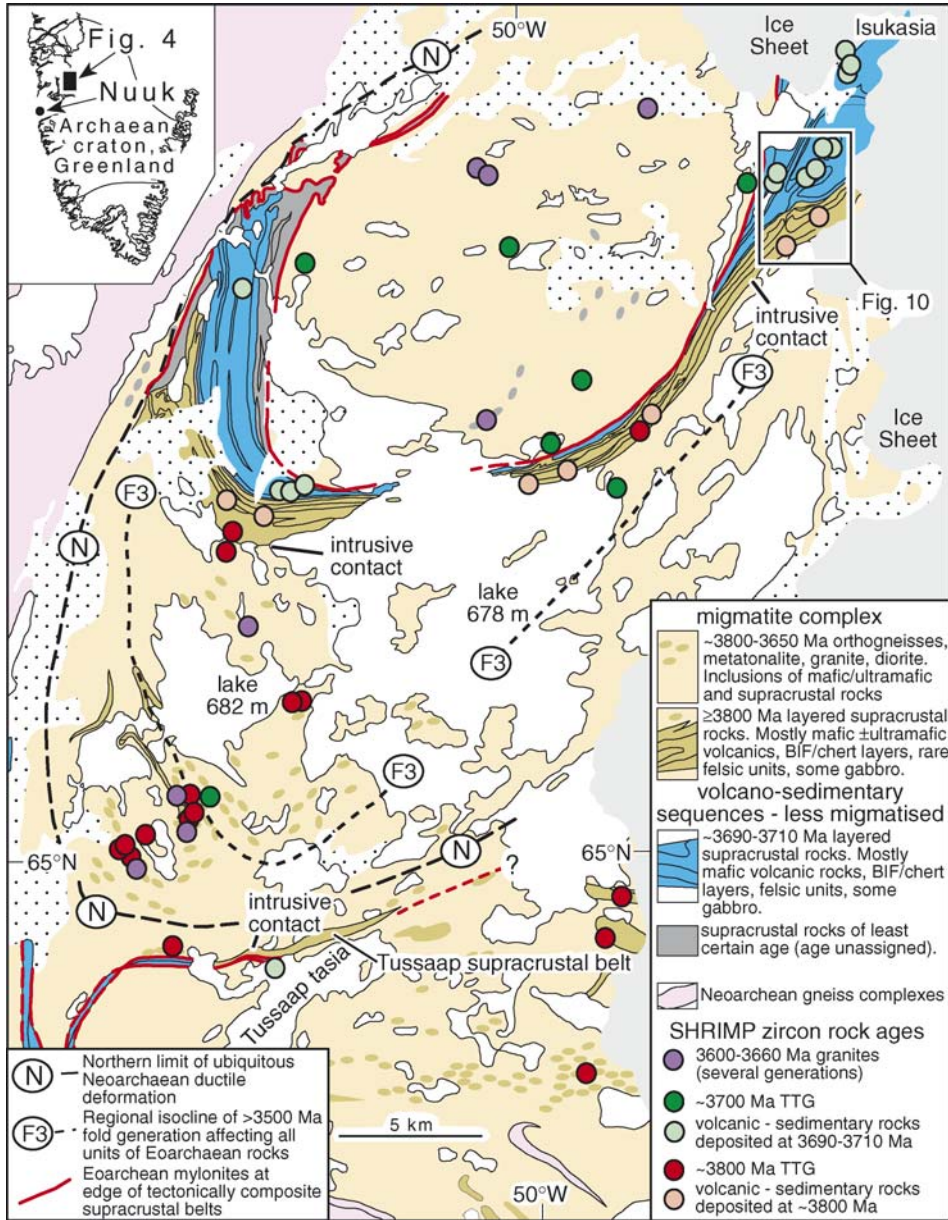 Fig. 4
Nuuk
Archaean
craton,
Greenland
50°W
N
Ice
Sheet
Isukasia
Fig. 10
intrusive
contact
F3
Ice
Sheet
F3
N
intrusive
contact
lake
678 m
F3
lake
682 m
F3
65°N
N
N
65°N
?
intrusive
contact
Tussaap supracrustal belt
Tussaap tasia
5 km
50°W
migmatite complex
~3800-3650 Ma orthogneisses,
metatonalite, granite, diorite.
Inclusions of mafic/ultramafic
and supracrustal rocks
≥3800 Ma layered supracrustal
rocks. Mostly mafic ±ultramafic
volcanics, BIF/chert layers, rare
felsic units, some gabbro.
volcano-sedimentary
sequences - less migmatised
~3690-3710 Ma layered
supracrustal rocks. Mostly
mafic volcanic rocks, BIF/chert
layers, felsic units, some
gabbro.
supracrustal rocks of least
certain age (age unassigned).
Neoarchean gneiss complexes
SHRIMP zircon rock ages
3600-3660 Ma granites
(several generations)
~3700 Ma TTG
volcanic - sedimentary rocks
deposited at 3690-3710 Ma
~3800 Ma TTG
volcanic - sedimentary rocks
deposited at ~3800 Ma
N Northern limit of ubiquitous
Neoarchaean ductile
deformation
F3 Regional isocline of >3500 Ma
fold generation affecting all
units of Eoarchaean rocks
Eoarchean mylonites at
edge of tectonically composite
supracrustal belts